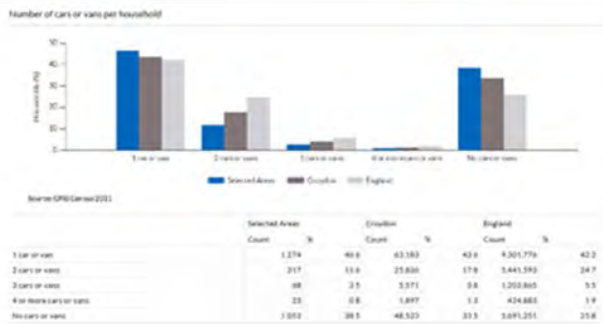 Number of cars or vans per household
50
40
30
20
10
0
Households (%)
1 car or van
2 cars or vans
3 cars or vans
4 or more cars or vans
No cars or vans
Selected Areas Croydon England
Source: ONS Census 2011
Selected Areas Croydon England
Count % Count % Count %
1 car or van 1,274 46.6 63,183 43.6 9,301,776 42.2
2 cars or vans 317 11.6 25,826 17.8 5,441,593 24.7
3 cars or vans 68 2.5 5,571 3.8 1,203,865 5.5
4 or more cars or vans 23 0.8 1,897 1.3 424,883 1.9
No cars or vans 1,053 38.5 48,523 33.5 5,691,251 25.8